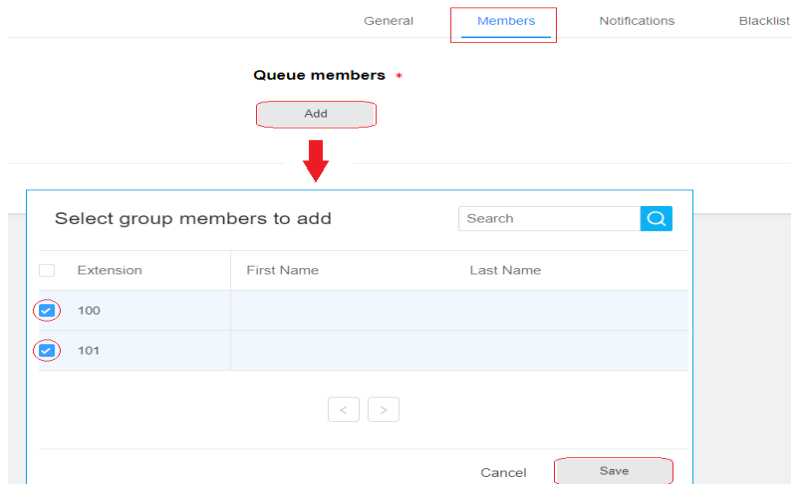 General Members Notifications Blacklist
Queue members *
Add
Select group members to add Search
Extension First Name Last Name
100
101
< >
Cancel Save